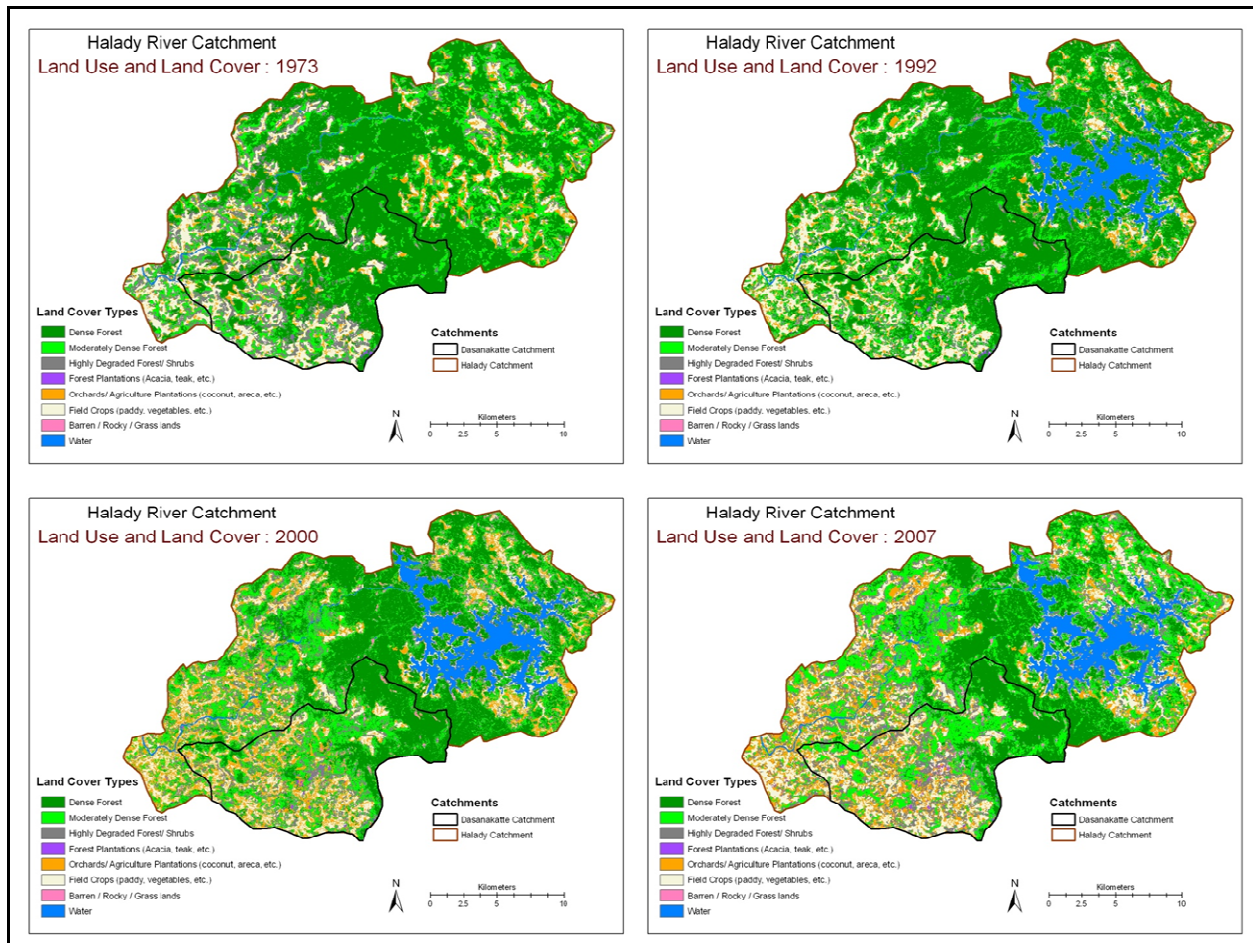 Halady River Catchment
Land Use and Land Cover : 1973
Land Cover Types
Dense Forest
Moderately Dense Forest
Highly Degraded Forest/ Shrubs
Forest Plantations (Acacia, teak, etc.)
Orchards/ Agriculture Plantations (coconut, areca, etc.)
Field Crops (paddy, vegetables, etc.)
Barren / Rocky / Grass lands
Water
Catchments
Dasanakatte Catchment
Halady Catchment
N
Kilometers
0 2.5 5 10
Halady River Catchment
Land Use and Land Cover : 1992
Land Cover Types
Dense Forest
Moderately Dense Forest
Highly Degraded Forest/ Shrubs
Forest Plantations (Acacia, teak, etc.)
Orchards/ Agriculture Plantations (coconut, areca, etc.)
Field Crops (paddy, vegetables, etc.)
Barren / Rocky / Grass lands
Water
Catchments
Dasanakatte Catchment
Halady Catchment
N
Kilometers
0 2.5 5 10
Halady River Catchment
Land Use and Land Cover : 2000
Land Cover Types
Dense Forest
Moderately Dense Forest
Highly Degraded Forest/ Shrubs
Forest Plantations (Acacia, teak, etc.)
Orchards/ Agriculture Plantations (coconut, areca, etc.)
Field Crops (paddy, vegetables, etc.)
Barren / Rocky / Grass lands
Water
Catchments
Dasanakatte Catchment
Halady Catchment
N
Kilometers
0 2.5 5 10
Halady River Catchment
Land Use and Land Cover : 2007
Land Cover Types
Dense Forest
Moderately Dense Forest
Highly Degraded Forest/ Shrubs
Forest Plantations (Acacia, teak, etc.)
Orchards/ Agriculture Plantations (coconut, areca, etc.)
Field Crops (paddy, vegetables, etc.)
Barren / Rocky / Grass lands
Water
Catchments
Dasanakatte Catchment
Halady Catchment
N
Kilometers
0 2.5 5 10